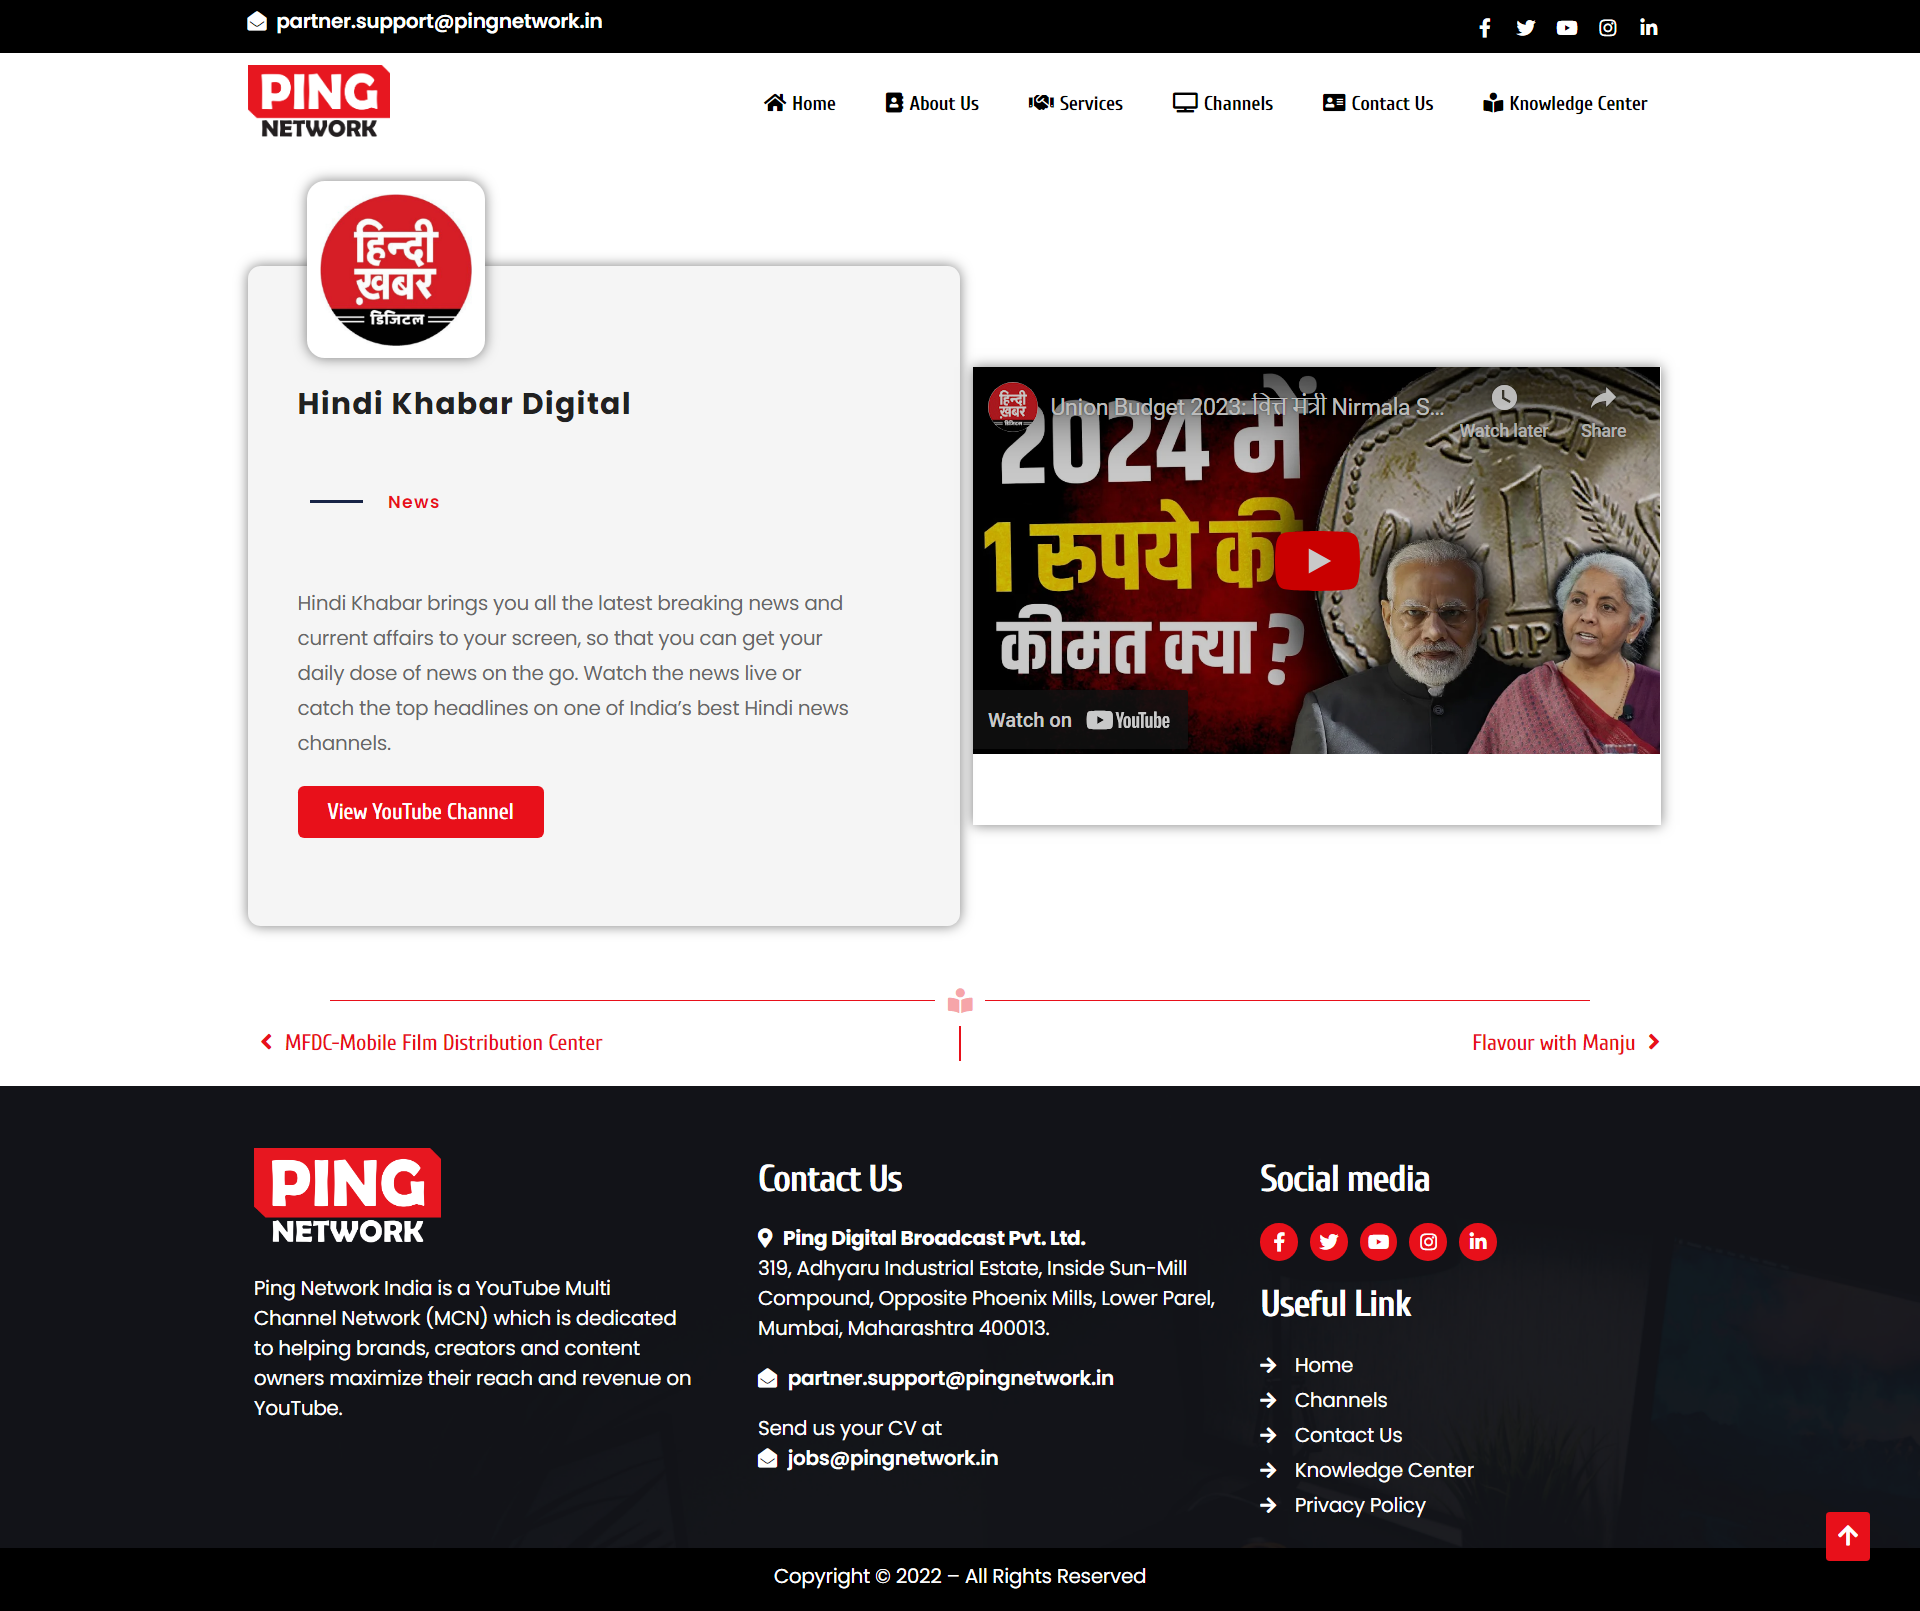 partner.support@pingnetwork.in
PING
NETWORK
Home
About Us
Services
Channels
Contact Us
Knowledge Center
हिन्दी
ख़बर
डिजिटल
Hindi Khabar Digital
News
Hindi Khabar brings you all the latest breaking news and
current affairs to your screen, so that you can get your
daily dose of news on the go. Watch the news live or
catch the top headlines on one of India’s best Hindi news
channels.
View YouTube Channel
हिन्दी
ख़बर
डिजिटल
Union Budget 2023: वित्त मंत्री Nirmala S...
Watch later
Share
2024 में
1 रुपये की
कीमत क्या ?
1
UP
Watch on YouTube
MFDC-Mobile Film Distribution Center
Flavour with Manju
PING
NETWORK
Ping Network India is a YouTube Multi
Channel Network (MCN) which is dedicated
to helping brands, creators and content
owners maximize their reach and revenue on
YouTube.
Contact Us
Ping Digital Broadcast Pvt. Ltd.
319, Adhyaru Industrial Estate, Inside Sun-Mill
Compound, Opposite Phoenix Mills, Lower Parel,
Mumbai, Maharashtra 400013.
partner.support@pingnetwork.in
Send us your CV at
jobs@pingnetwork.in
Social media
Useful Link
Home
Channels
Contact Us
Knowledge Center
Privacy Policy
Copyright © 2022 – All Rights Reserved